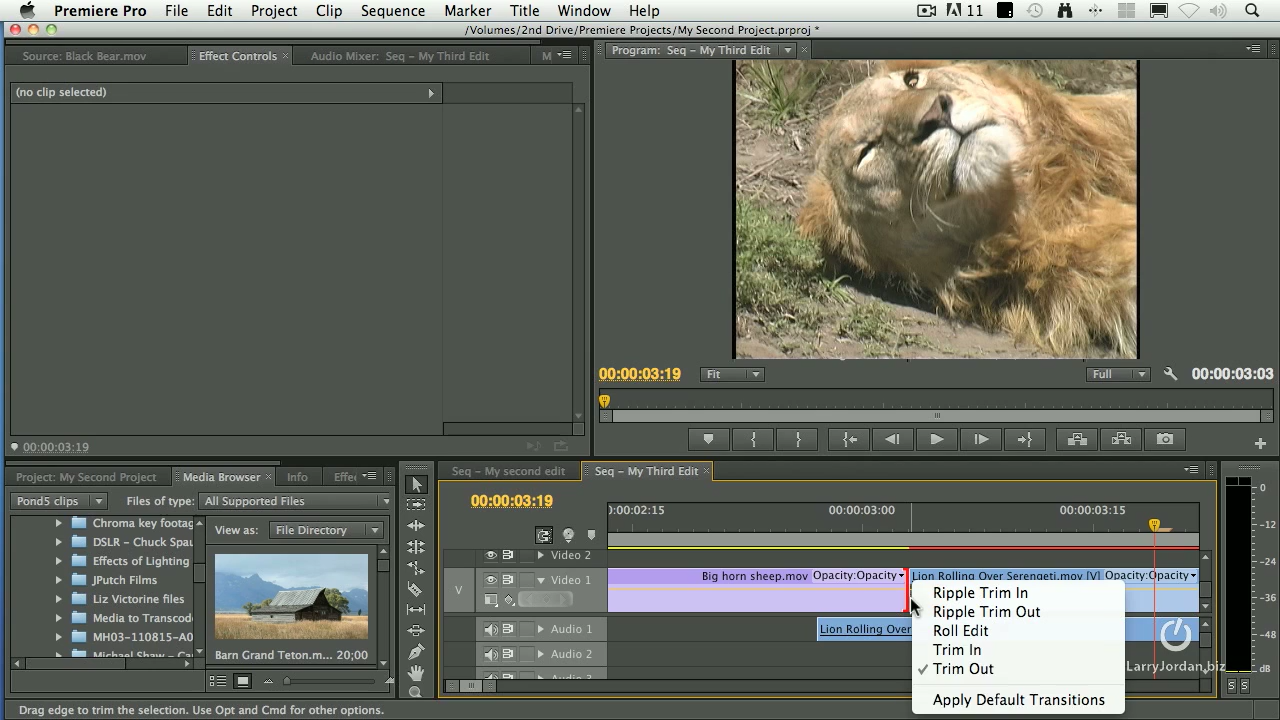 Premiere Pro File Edit Project Clip Sequence Marker Title Window Help 11
/Volumes/2nd Drive/Premiere Projects/My Second Project.prproj *
Source: Black Bear.mov Effect Controls × Audio Mixer: Seq – My Third Edit M
Program: Seq – My Third Edit ×
(no clip selected)
00:00:03:19 Fit Full 00:00:03:03
00:00:03:19
Project: My Second Project Media Browser × Info Effec
Seq – My second edit Seq – My Third Edit ×
Pond5 clips Files of type: All Supported Files
00:00:03:19
0:00:02:15 00:00:03:00 00:00:03:15
Chroma key footag
DSLR – Chuck Spau
Effects of Lighting
JPutch Films
Liz Victorine files
Media to Transcod
MH03-110815-A0
Michael Shaw – Cam
View as: File Directory
Barn Grand Teton.m... 20;00
Video 2
V Video 1
Big horn sheep.mov Opacity:Opacity
Lion Rolling Over Serengeti.mov [V] Opacity:Opacity
Audio 1
Lion Rolling Over
Audio 2
Audio 3
Ripple Trim In
Ripple Trim Out
Roll Edit
Trim In
✓ Trim Out
Apply Default Transitions
LarryJordan.biz
0
-12
-24
-36
-48
dB
S S
Drag edge to trim the selection. Use Opt and Cmd for other options.